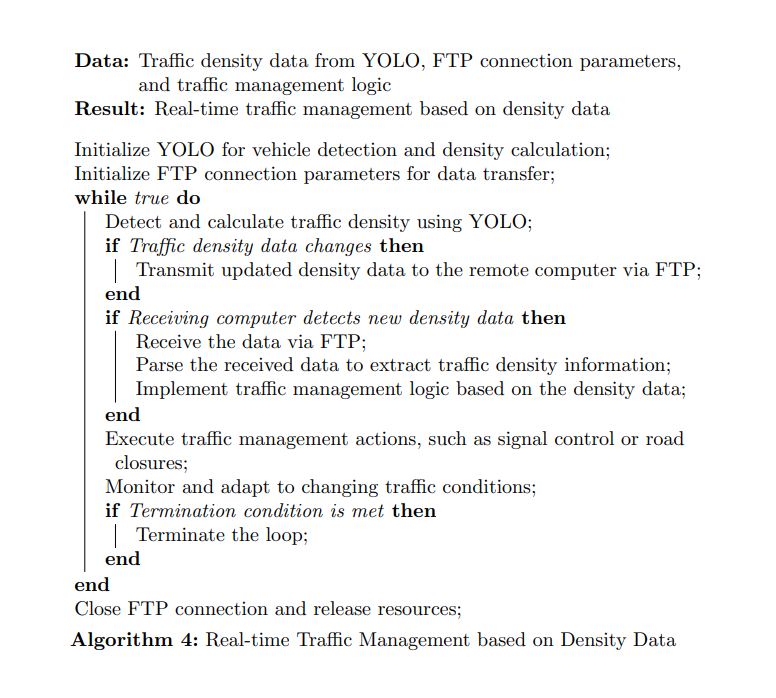 Data: Traffic density data from YOLO, FTP connection parameters,
and traffic management logic
Result: Real-time traffic management based on density data
Initialize YOLO for vehicle detection and density calculation;
Initialize FTP connection parameters for data transfer;
while true do
Detect and calculate traffic density using YOLO;
if Traffic density data changes then
Transmit updated density data to the remote computer via FTP;
end
if Receiving computer detects new density data then
Receive the data via FTP;
Parse the received data to extract traffic density information;
Implement traffic management logic based on the density data;
end
Execute traffic management actions, such as signal control or road
closures;
Monitor and adapt to changing traffic conditions;
if Termination condition is met then
Terminate the loop;
end
end
Close FTP connection and release resources;
Algorithm 4: Real-time Traffic Management based on Density Data